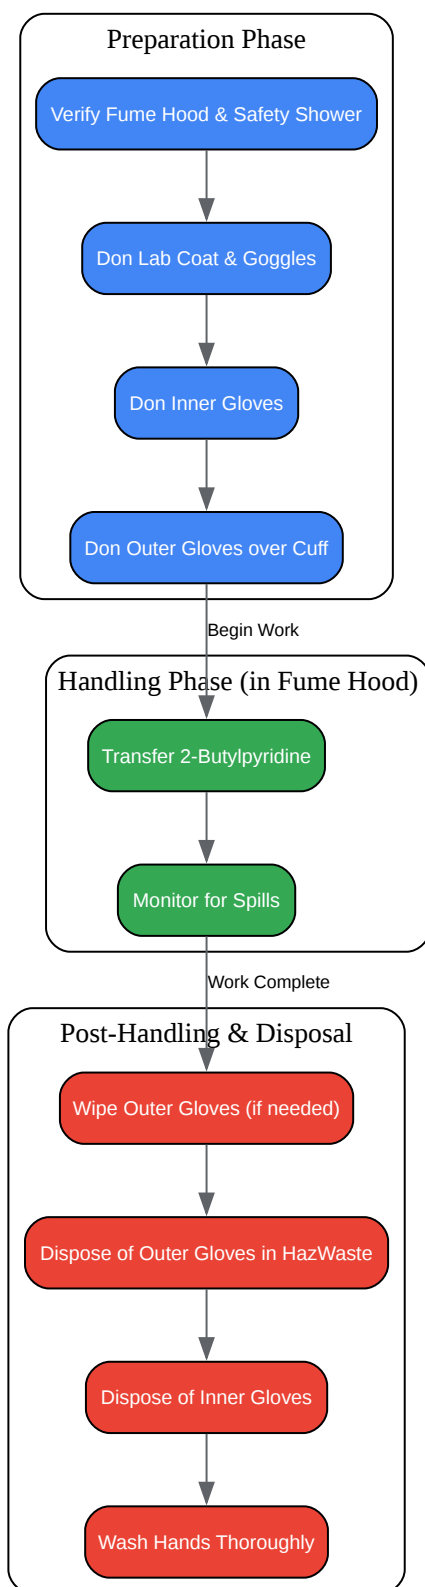 Preparation Phase
Verify Fume Hood & Safety Shower
Don Lab Coat & Goggles
Don Inner Gloves
Don Outer Gloves over Cuff
Begin Work
Handling Phase (in Fume Hood)
Transfer 2-Butylpyridine
Monitor for Spills
Work Complete
Post-Handling & Disposal
Wipe Outer Gloves (if needed)
Dispose of Outer Gloves in HazWaste
Dispose of Inner Gloves
Wash Hands Thoroughly